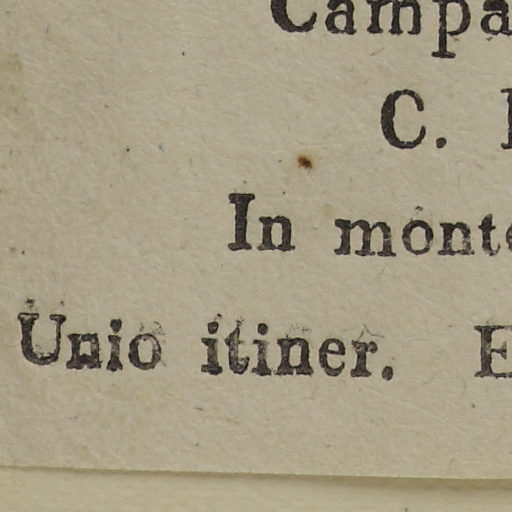 Campa
C.
In monte
Unio itiner. E